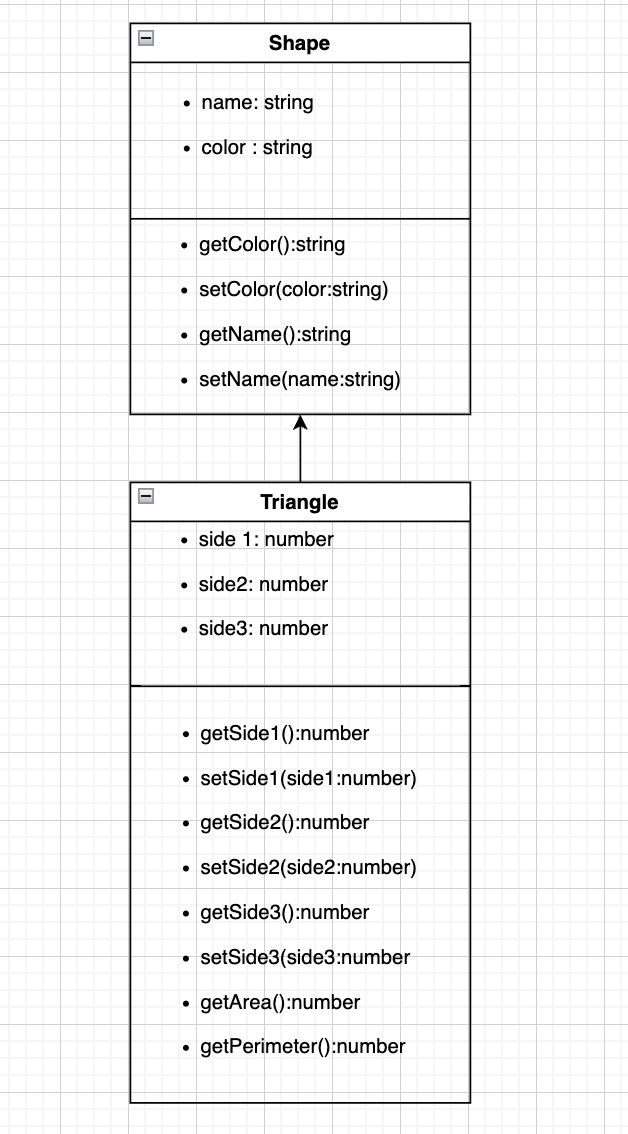 Shape
name: string
color : string
getColor():string
setColor(color:string)
getName():string
setName(name:string)
Triangle
side 1: number
side2: number
side3: number
getSide1():number
setSide1(side1:number)
getSide2():number
setSide2(side2:number)
getSide3():number
setSide3(side3:number
getArea():number
getPerimeter():number